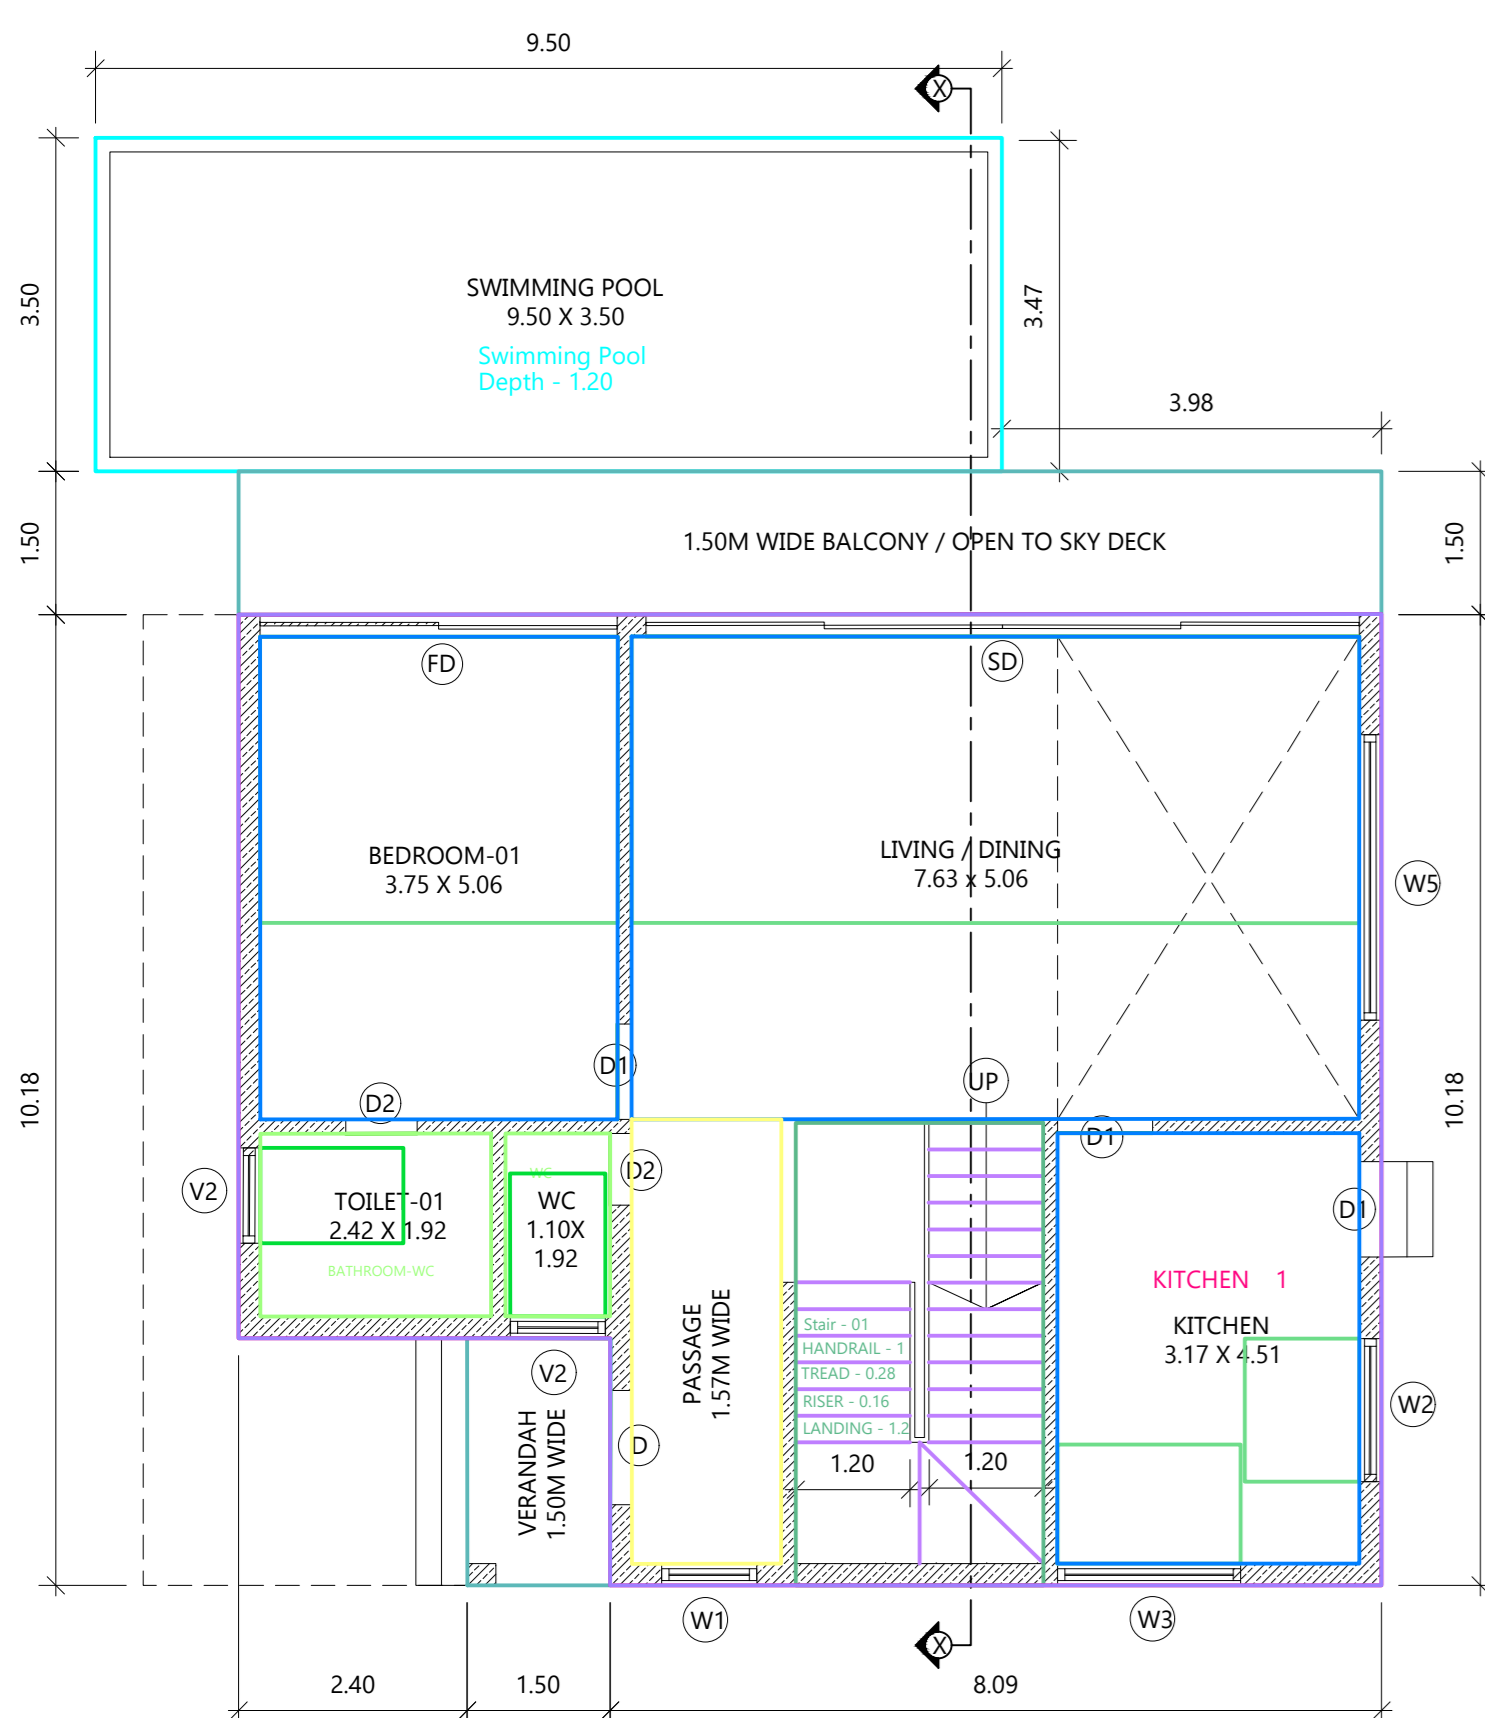 9.50
X
3.50
SWIMMING POOL
9.50 X 3.50
Swimming Pool
Depth - 1.20
3.47
3.98
1.50
1.50M WIDE BALCONY / OPEN TO SKY DECK
1.50
FD
SD
BEDROOM-01
3.75 X 5.06
LIVING / DINING
7.63 x 5.06
W5
10.18
D1
UP
10.18
D2
D1
V2
TOILET-01
2.42 X 1.92
BATHROOM-WC
WC
WC
1.10X
1.92
D2
D1
KITCHEN 1
KITCHEN
3.17 X 4.51
PASSAGE
1.57M WIDE
Stair - 01
HANDRAIL - 1
TREAD - 0.28
RISER - 0.16
LANDING - 1.2
V2
W2
VERANDAH
1.50M WIDE
D
1.20
1.20
W1
W3
X
2.40
1.50
8.09